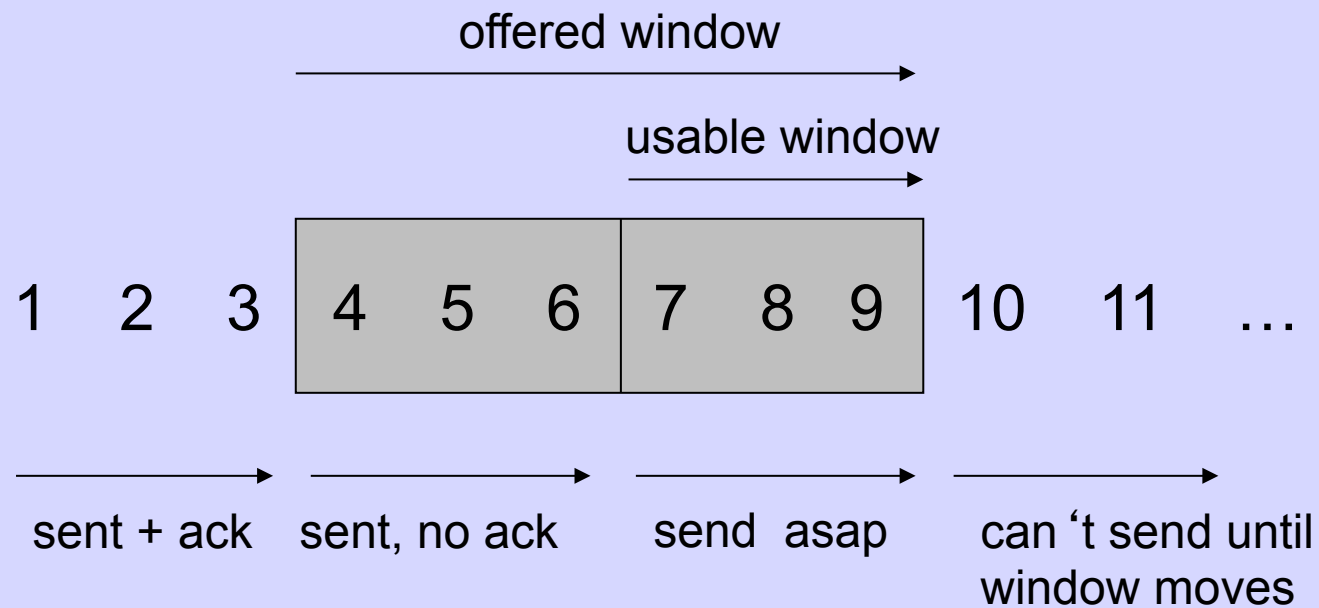 offered window
usable window
1 2 3 4 5 6 7 8 9 10 11 …
sent + ack sent, no ack send asap can‘t send until
window moves